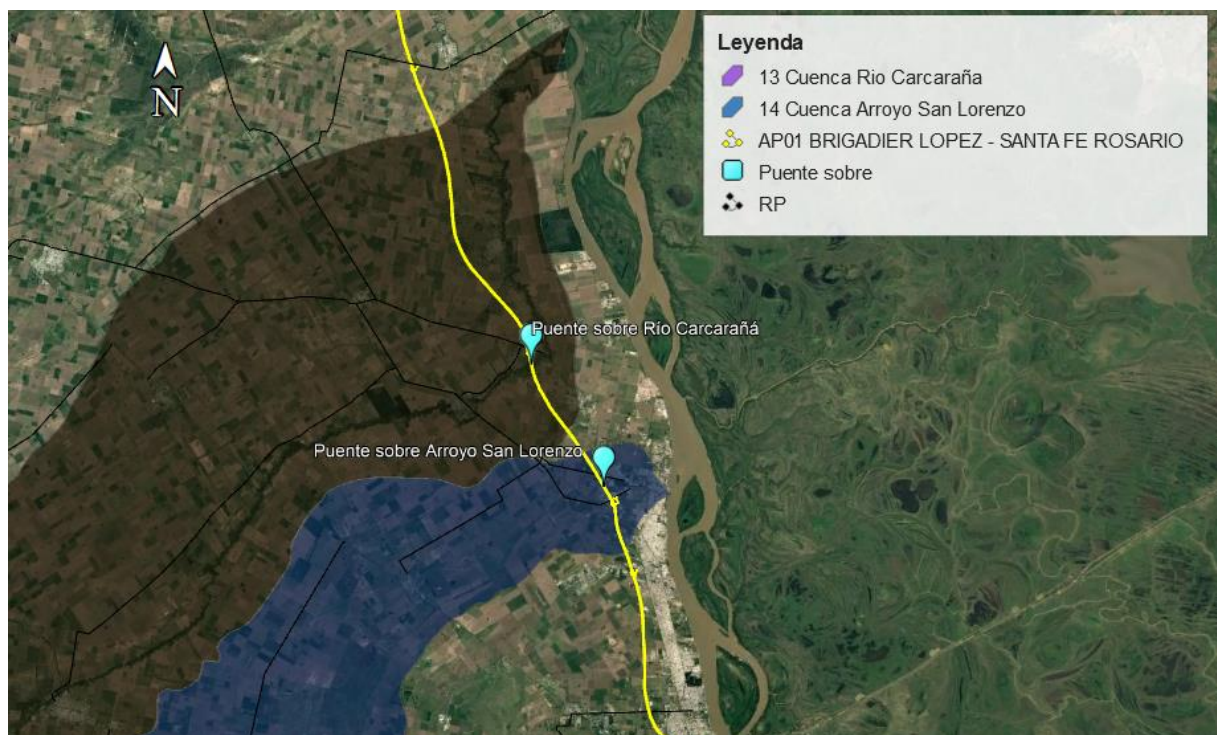 Leyenda
13 Cuenca Rio Carcaraña
14 Cuenca Arroyo San Lorenzo
AP01 BRIGADIER LOPEZ - SANTA FE ROSARIO
Puente sobre
RP
N
Puente sobre Río Carcarañá
Puente sobre Arroyo San Lorenzo